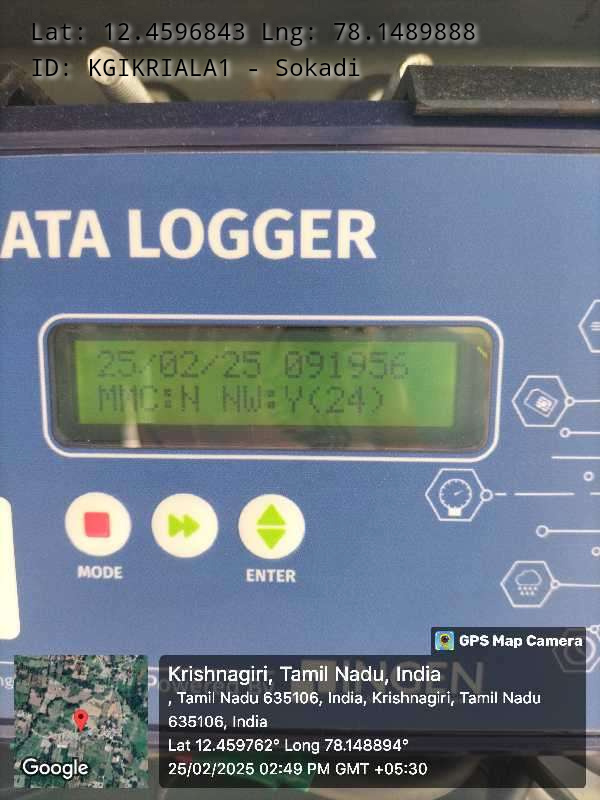 Lat: 12.4596843 Lng: 78.1489888
ID: KGIKRIALA1 - Sokadi
ATA LOGGER
25/02/25 091956
MMC:N NW:Y(24)
MODE
ENTER
GPS Map Camera
Krishnagiri, Tamil Nadu, India
, Tamil Nadu 635106, India, Krishnagiri, Tamil Nadu
635106, India
Lat 12.459762° Long 78.148894°
25/02/2025 02:49 PM GMT +05:30
Google